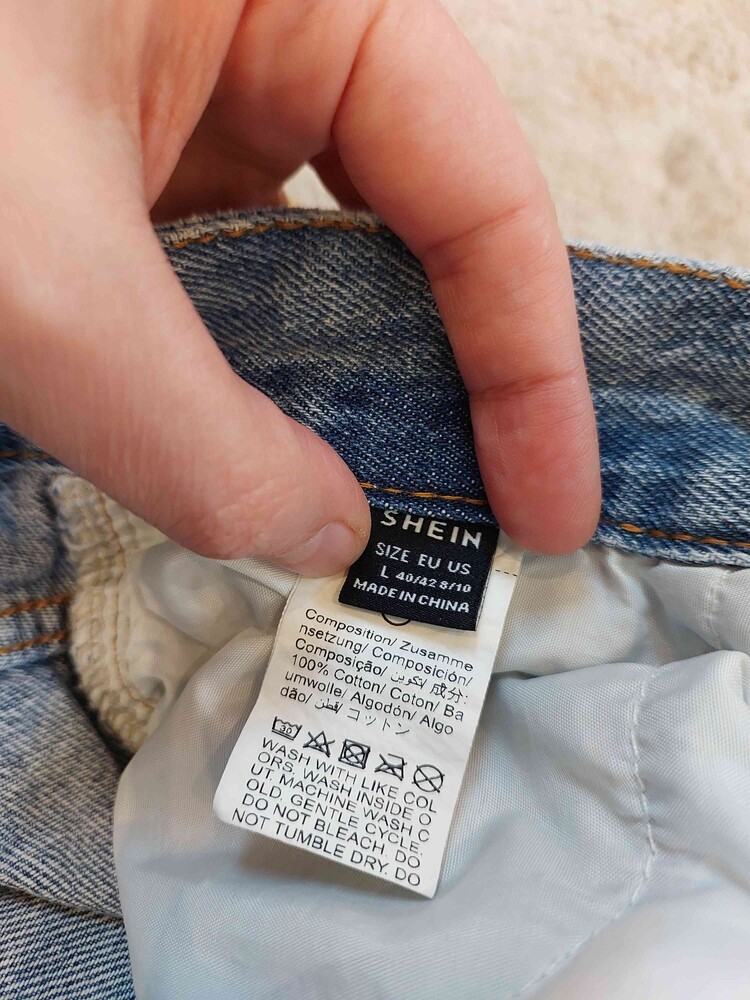 SHEIN
SIZE EU US
L 40/42 8/10
MADE IN CHINA
Composition/ Zusamme
nsetzung/ Composición/
Composição/ تكوين/ 成分:
100% Cotton/ Coton/ Ba
umwolle/ Algodón/ Algo
dão/ قطن/ コットン
30
WASH WITH LIKE COL
ORS. WASH INSIDE O
UT. MACHINE WASH C
OLD. GENTLE CYCLE.
DO NOT BLEACH. DO
NOT TUMBLE DRY. DO